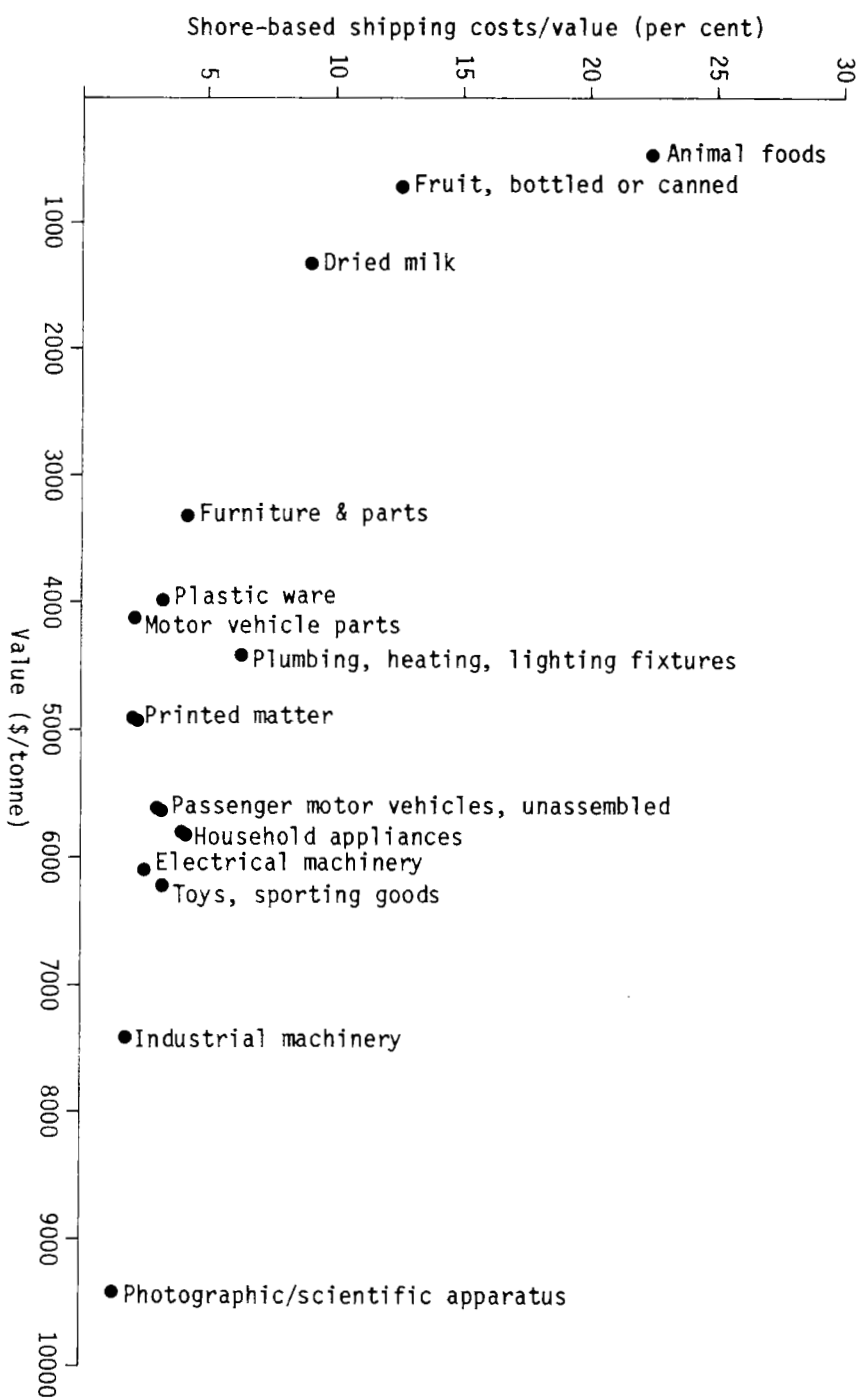 Shore-based shipping costs/value (per cent)
5
10
15
20
25
30
Animal foods
Fruit, bottled or canned
1000
Dried milk
2000
3000
Furniture & parts
4000
Plastic ware
Motor vehicle parts
Plumbing, heating, lighting fixtures
5000
Printed matter
Passenger motor vehicles, unassembled
Household appliances
6000
Electrical machinery
Toys, sporting goods
7000
Industrial machinery
8000
9000
Photographic/scientific apparatus
10000
Value ($/tonne)